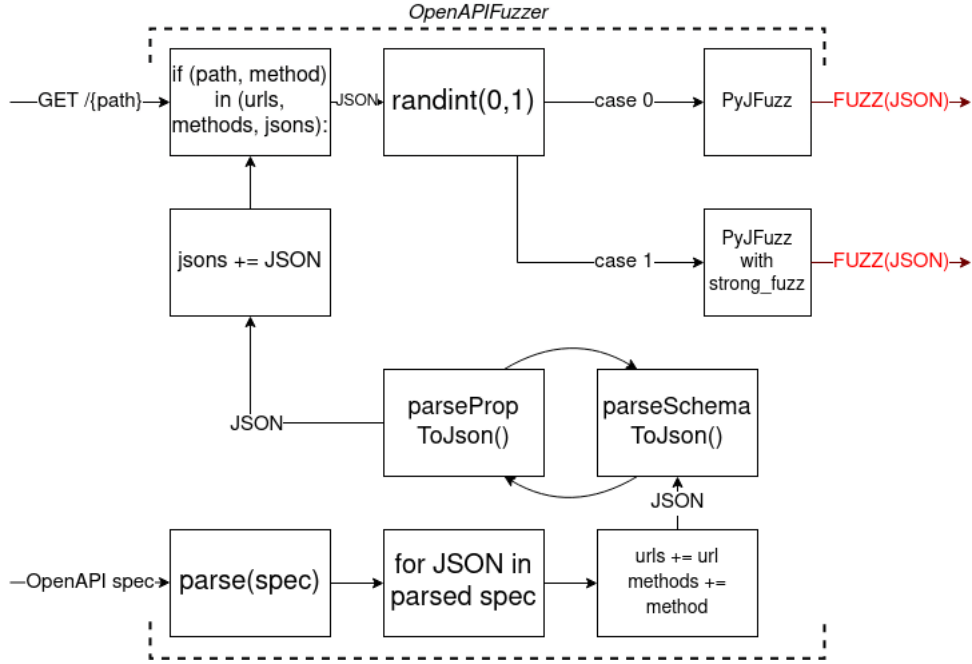 OpenAPIFuzzer
GET /{path}
if (path, method)
in (urls,
methods, jsons):
JSON
randint(0,1)
case 0
PyJFuzz
FUZZ(JSON)
jsons += JSON
case 1
PyJFuzz
with
strong_fuzz
FUZZ(JSON)
JSON
parseProp
ToJson()
parseSchema
ToJson()
JSON
OpenAPI spec
parse(spec)
for JSON in
parsed spec
urls += url
methods +=
method